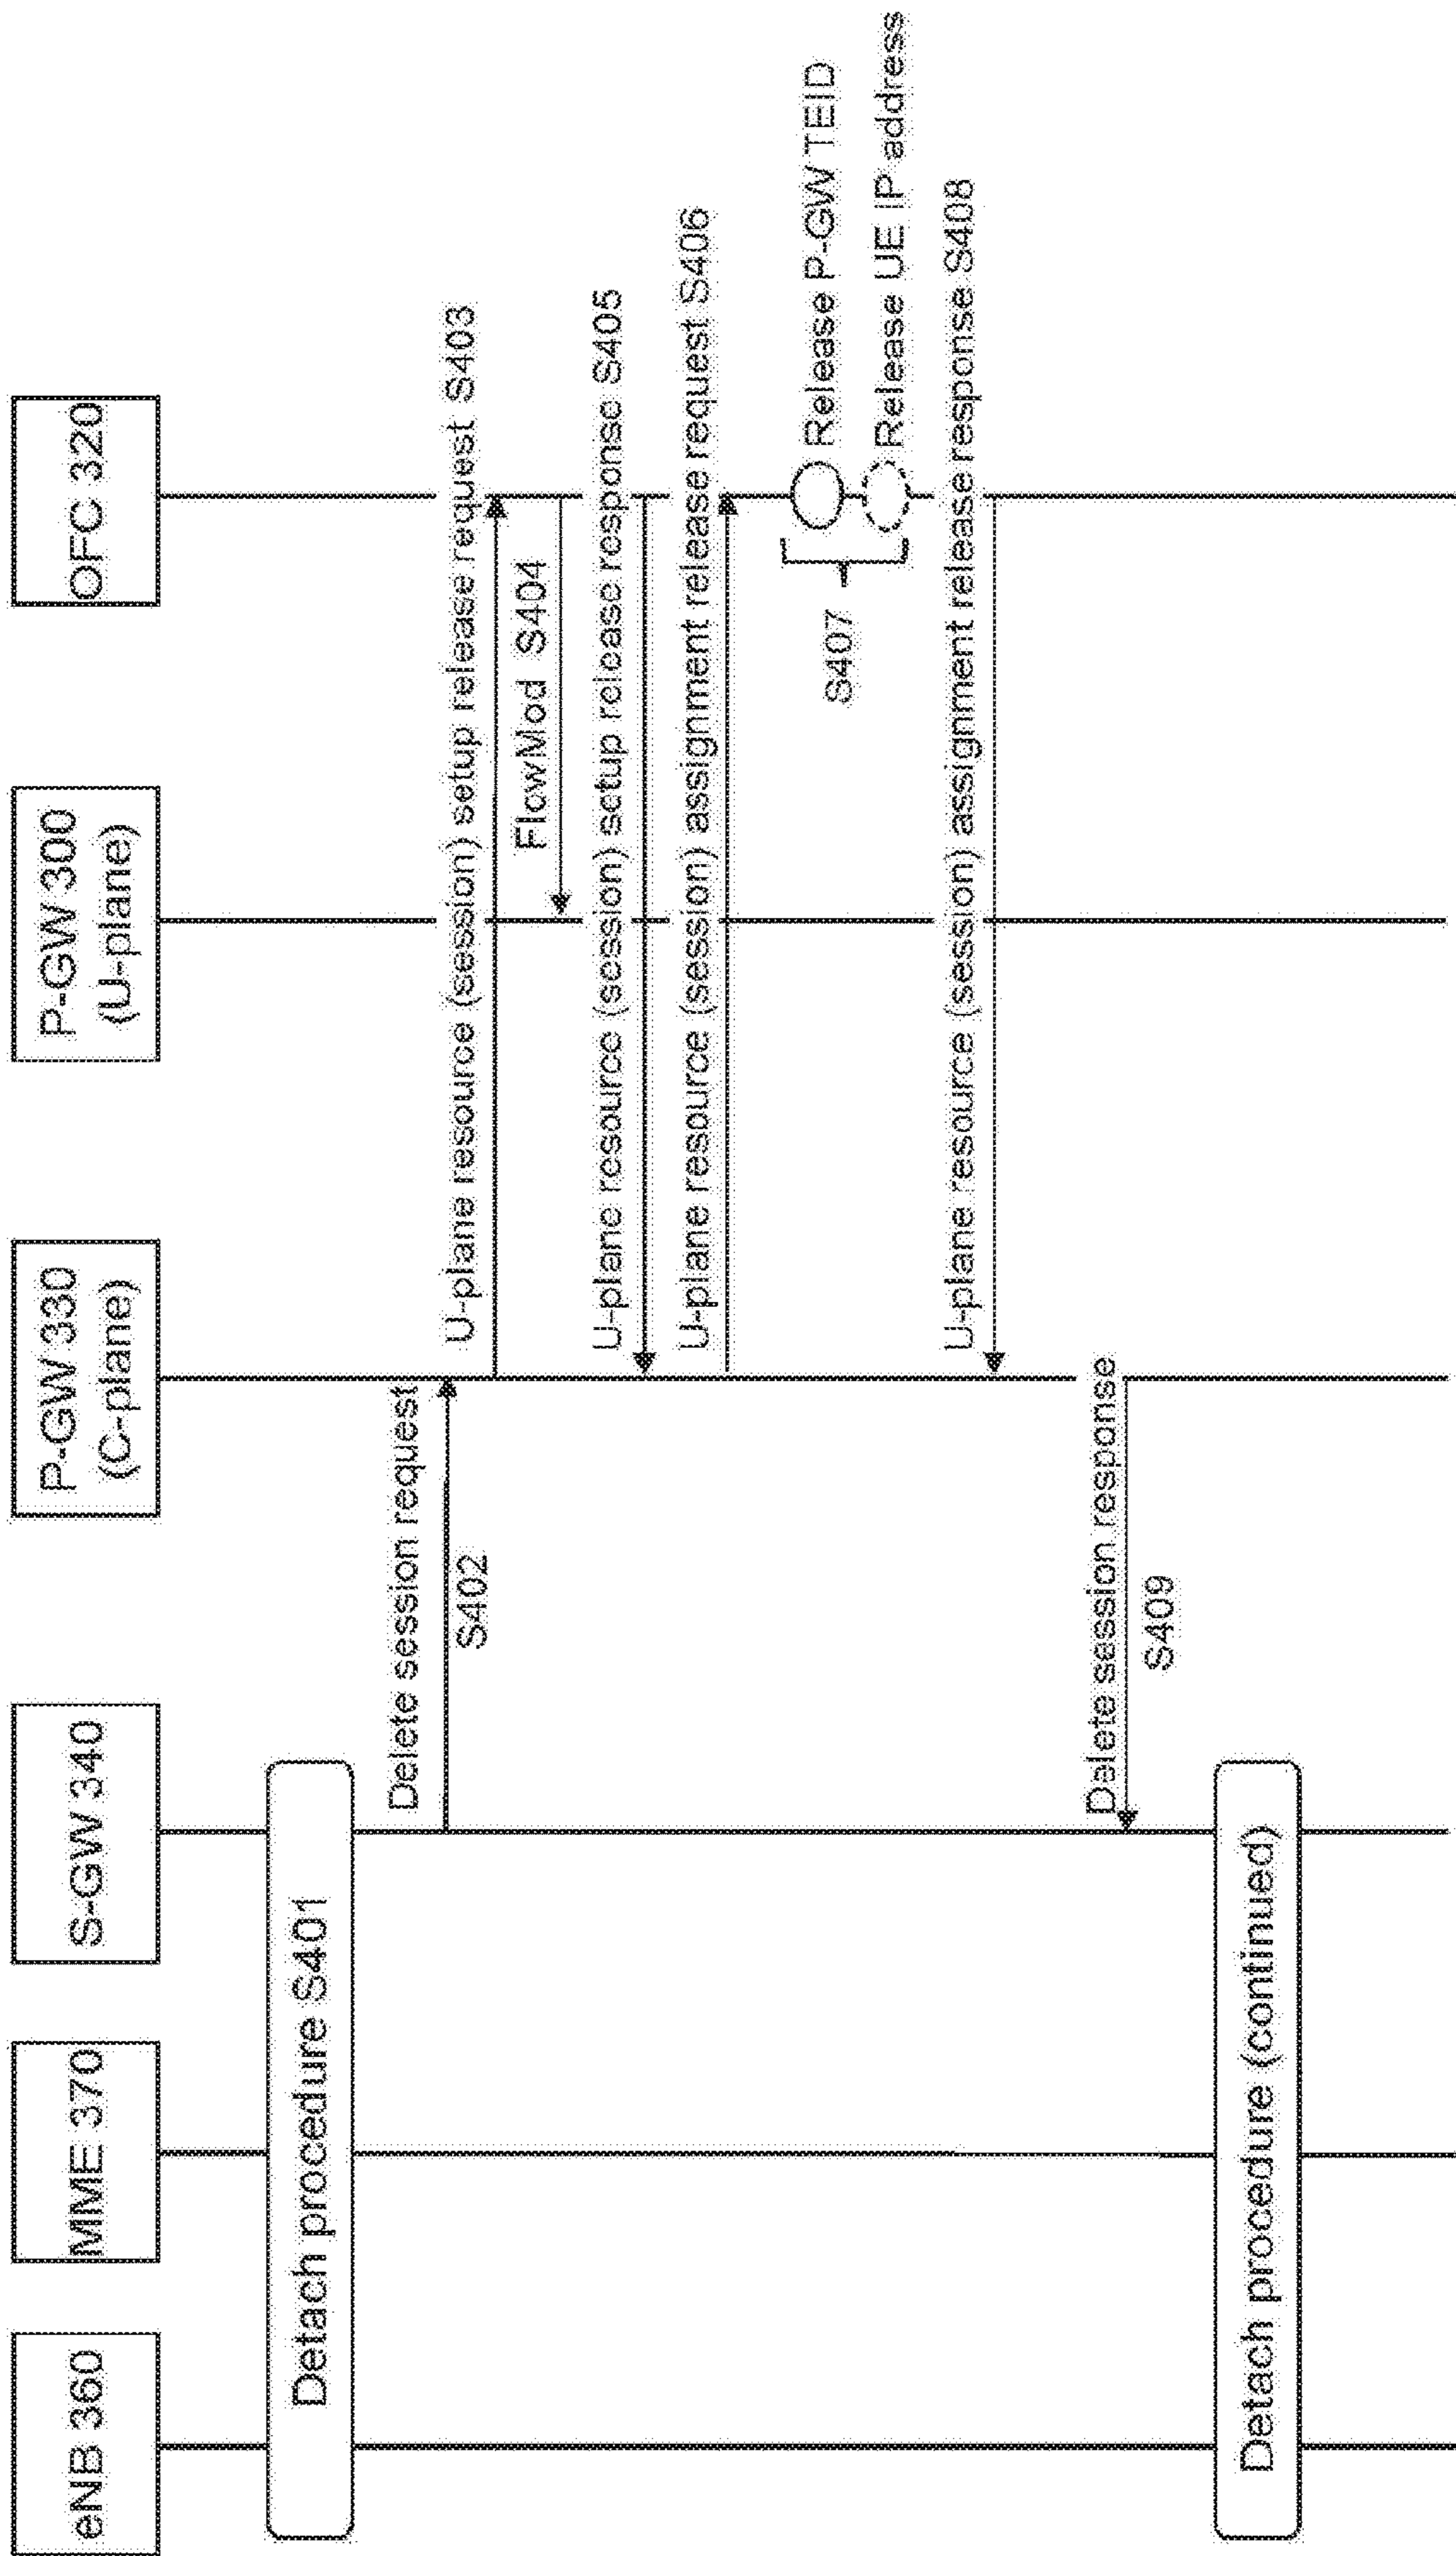 eNB 360
MME 370
S-GW 340
P-GW 330
(C-plane)
P-GW 300
(U-plane)
OFC 320
Detach procedure S401
Delete session request
S402
U-plane resource (session) setup release request S403
FlowMod S404
U-plane resource (session) setup release response S405
U-plane resource (session) assignment release request S406
S407
Release P-GW TEID
Release UE IP address
U-plane resource (session) assignment release response S408
Delete session response
S409
Detach procedure (continued)